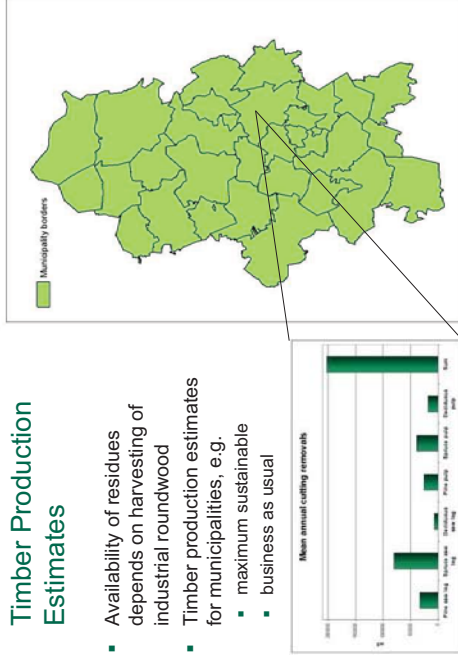 Timber Production
Estimates
▪ Availability of residues
depends on harvesting of
industrial roundwood
▪ Timber production estimates
for municipalities, e.g.
▪ maximum sustainable
▪ business as usual
Municipality borders
Mean annual cutting removals
Pine saw log
Spruce saw
log
Deciduous
saw log
Pine pulp
Spruce pulp
Deciduous
pulp
Sum